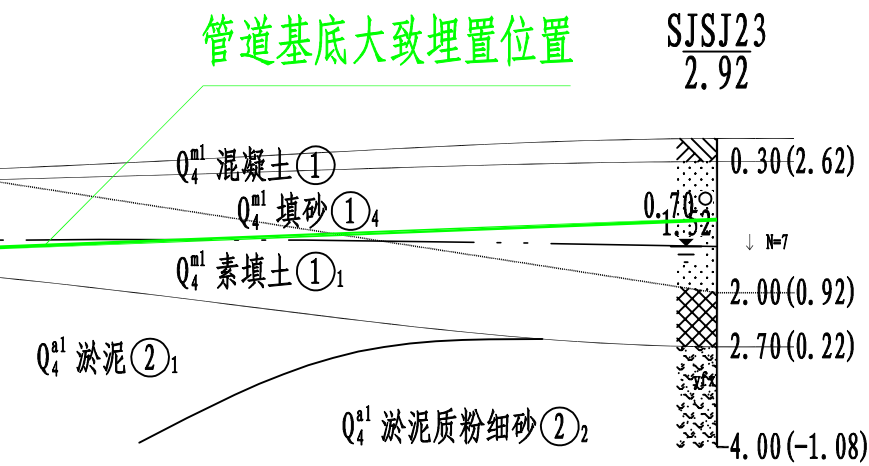 管道基底大致埋置位置
SJSJ23
2.92
Q₄ᵐˡ 混凝土①
0.30(2.62)
Q₄ᵐˡ 填砂①₄
0.70
1.52
N=7
Q₄ᵐˡ 素填土①₁
2.00(0.92)
Q₄ᵃˡ 淤泥②₁
2.70(0.22)
Q₄ᵃˡ 淤泥质粉细砂②₂
-4.00(-1.08)